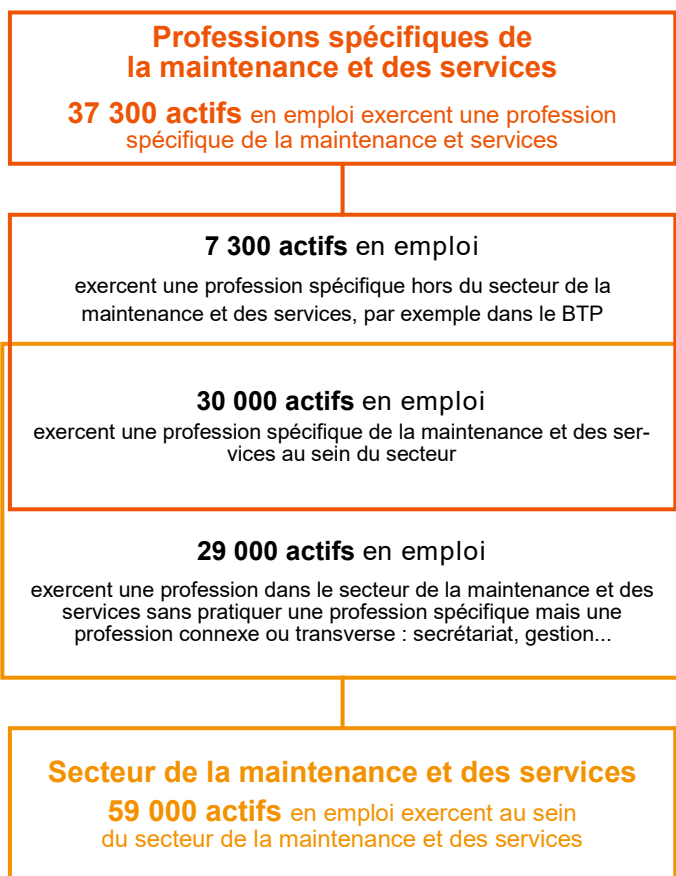 Professions spécifiques de
la maintenance et des services
37 300 actifs en emploi exercent une profession
spécifique de la maintenance et services
7 300 actifs en emploi
exercent une profession spécifique hors du secteur de la
maintenance et des services, par exemple dans le BTP
30 000 actifs en emploi
exercent une profession spécifique de la maintenance et des ser-
vices au sein du secteur
29 000 actifs en emploi
exercent une profession dans le secteur de la maintenance et des
services sans pratiquer une profession spécifique mais une
profession connexe ou transverse : secrétariat, gestion...
Secteur de la maintenance et des services
59 000 actifs en emploi exercent au sein
du secteur de la maintenance et des services